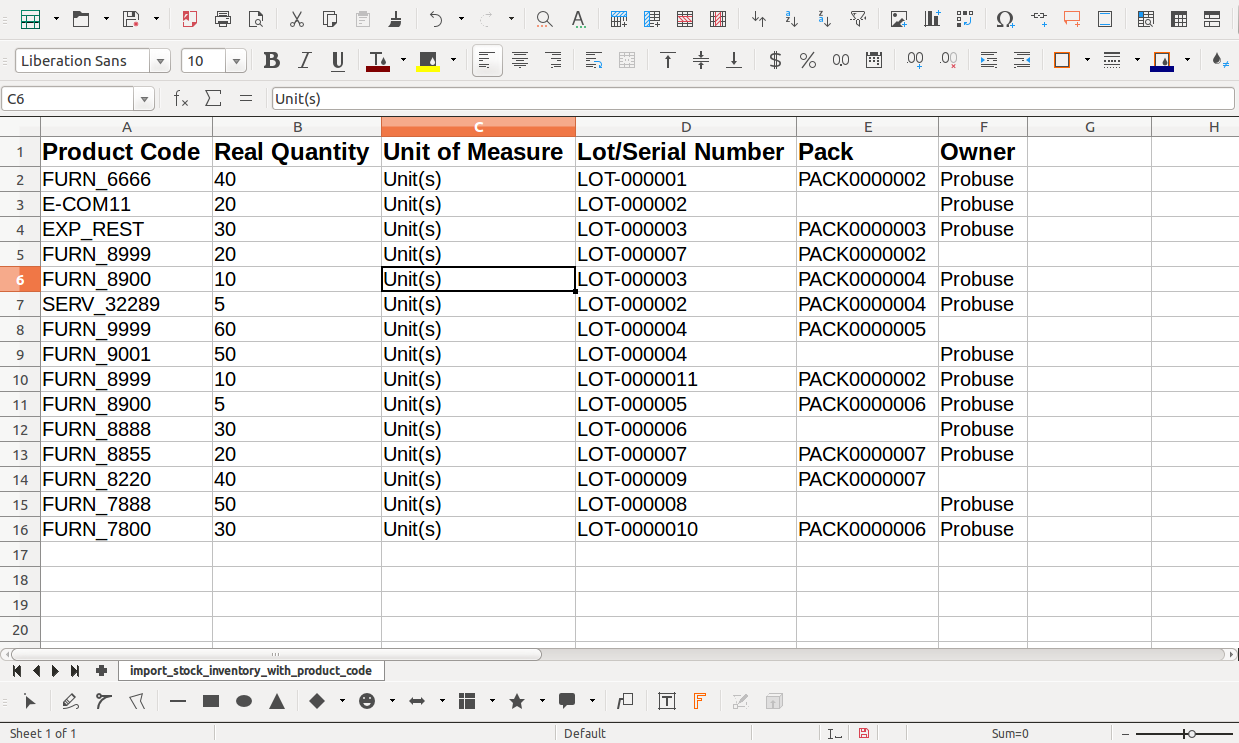 Liberation Sans 10
C6 Unit(s)
A B C D E F G H
1 Product Code Real Quantity Unit of Measure Lot/Serial Number Pack Owner
2 FURN_6666 40 Unit(s) LOT-000001 PACK0000002 Probuse
3 E-COM11 20 Unit(s) LOT-000002 Probuse
4 EXP_REST 30 Unit(s) LOT-000003 PACK0000003 Probuse
5 FURN_8999 20 Unit(s) LOT-000007 PACK0000002
6 FURN_8900 10 Unit(s) LOT-000003 PACK0000004 Probuse
7 SERV_32289 5 Unit(s) LOT-000002 PACK0000004 Probuse
8 FURN_9999 60 Unit(s) LOT-000004 PACK0000005
9 FURN_9001 50 Unit(s) LOT-000004 Probuse
10 FURN_8999 10 Unit(s) LOT-0000011 PACK0000002 Probuse
11 FURN_8900 5 Unit(s) LOT-000005 PACK0000006 Probuse
12 FURN_8888 30 Unit(s) LOT-000006 Probuse
13 FURN_8855 20 Unit(s) LOT-000007 PACK0000007 Probuse
14 FURN_8220 40 Unit(s) LOT-000009 PACK0000007
15 FURN_7888 50 Unit(s) LOT-000008 Probuse
16 FURN_7800 30 Unit(s) LOT-0000010 PACK0000006 Probuse
17
18
19
20
import_stock_inventory_with_product_code
Sheet 1 of 1 Default Sum=0